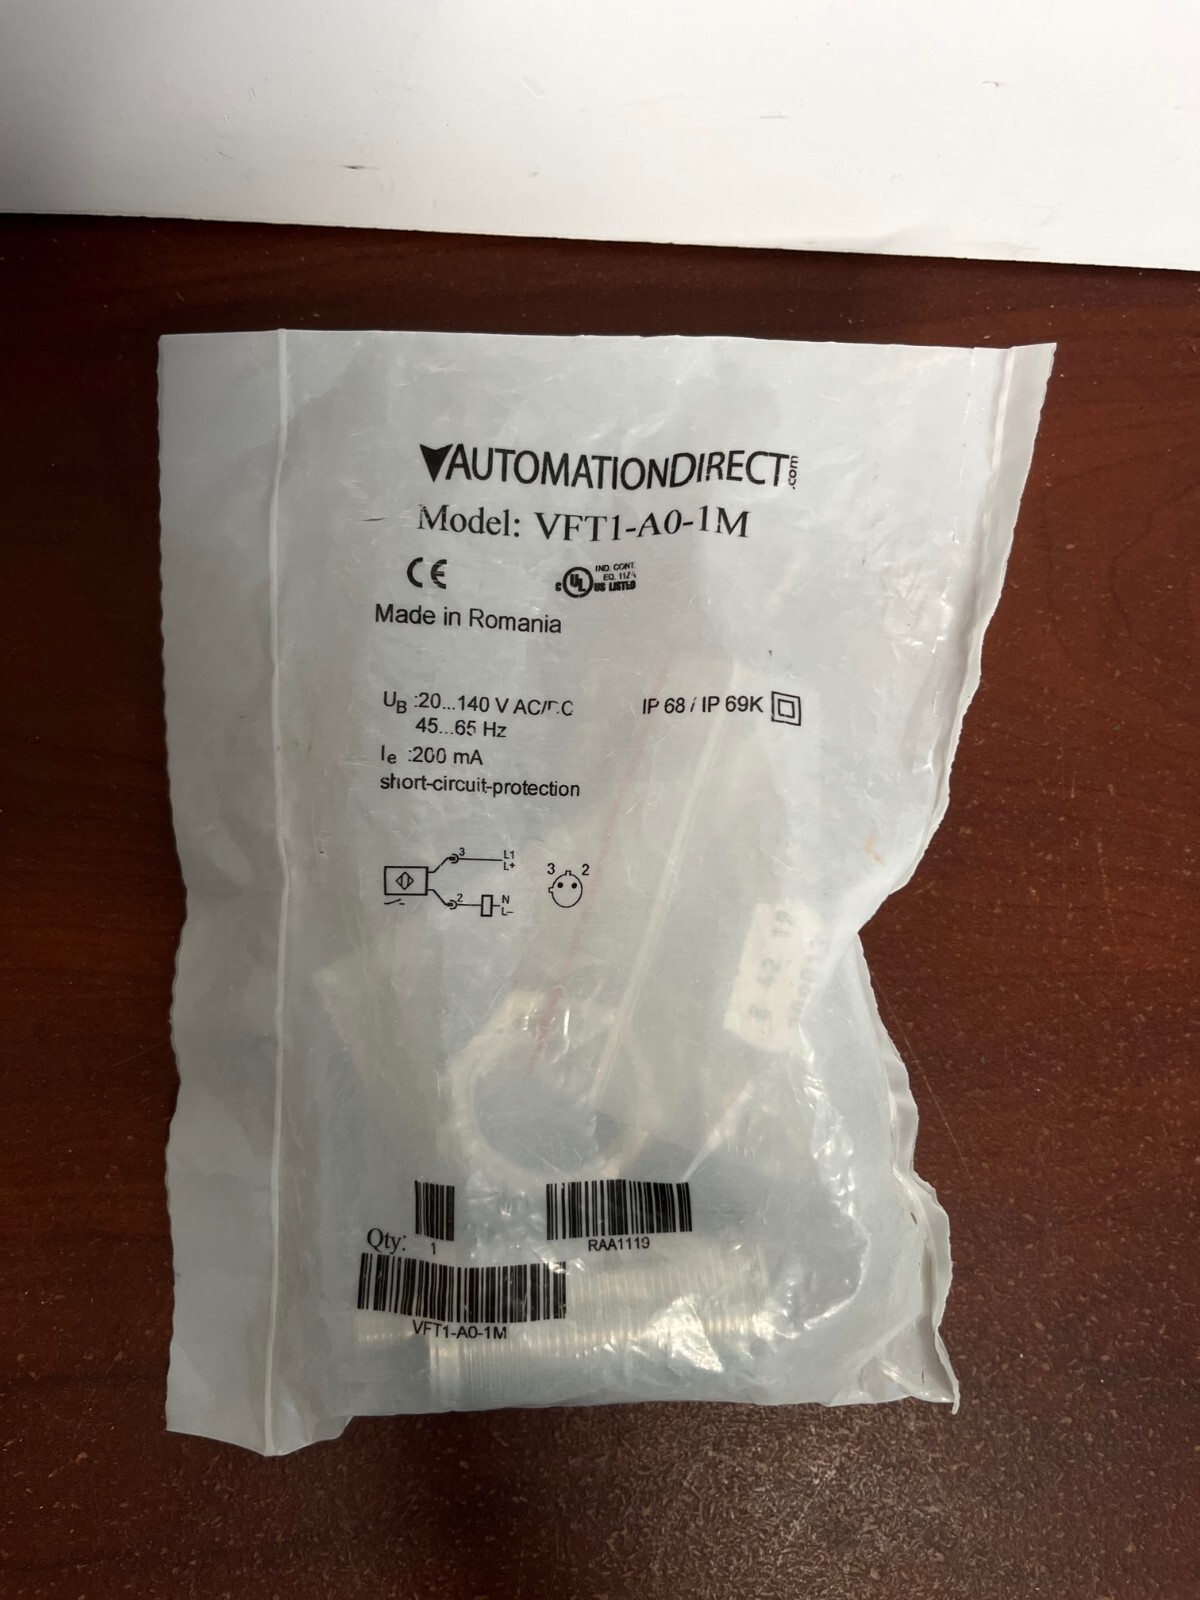 AUTOMATIONDIRECT.com
Model: VFT1-A0-1M
CE
c UL US LISTED
IND. CONT. EQ.
Made in Romania
UB :20...140 V AC/DC
45...65 Hz
IP 68 / IP 69K
Ie :200 mA
short-circuit-protection
3
L1
L+
2
N
L–
3 2
Qty:
1
RAA1119
VFT1-A0-1M